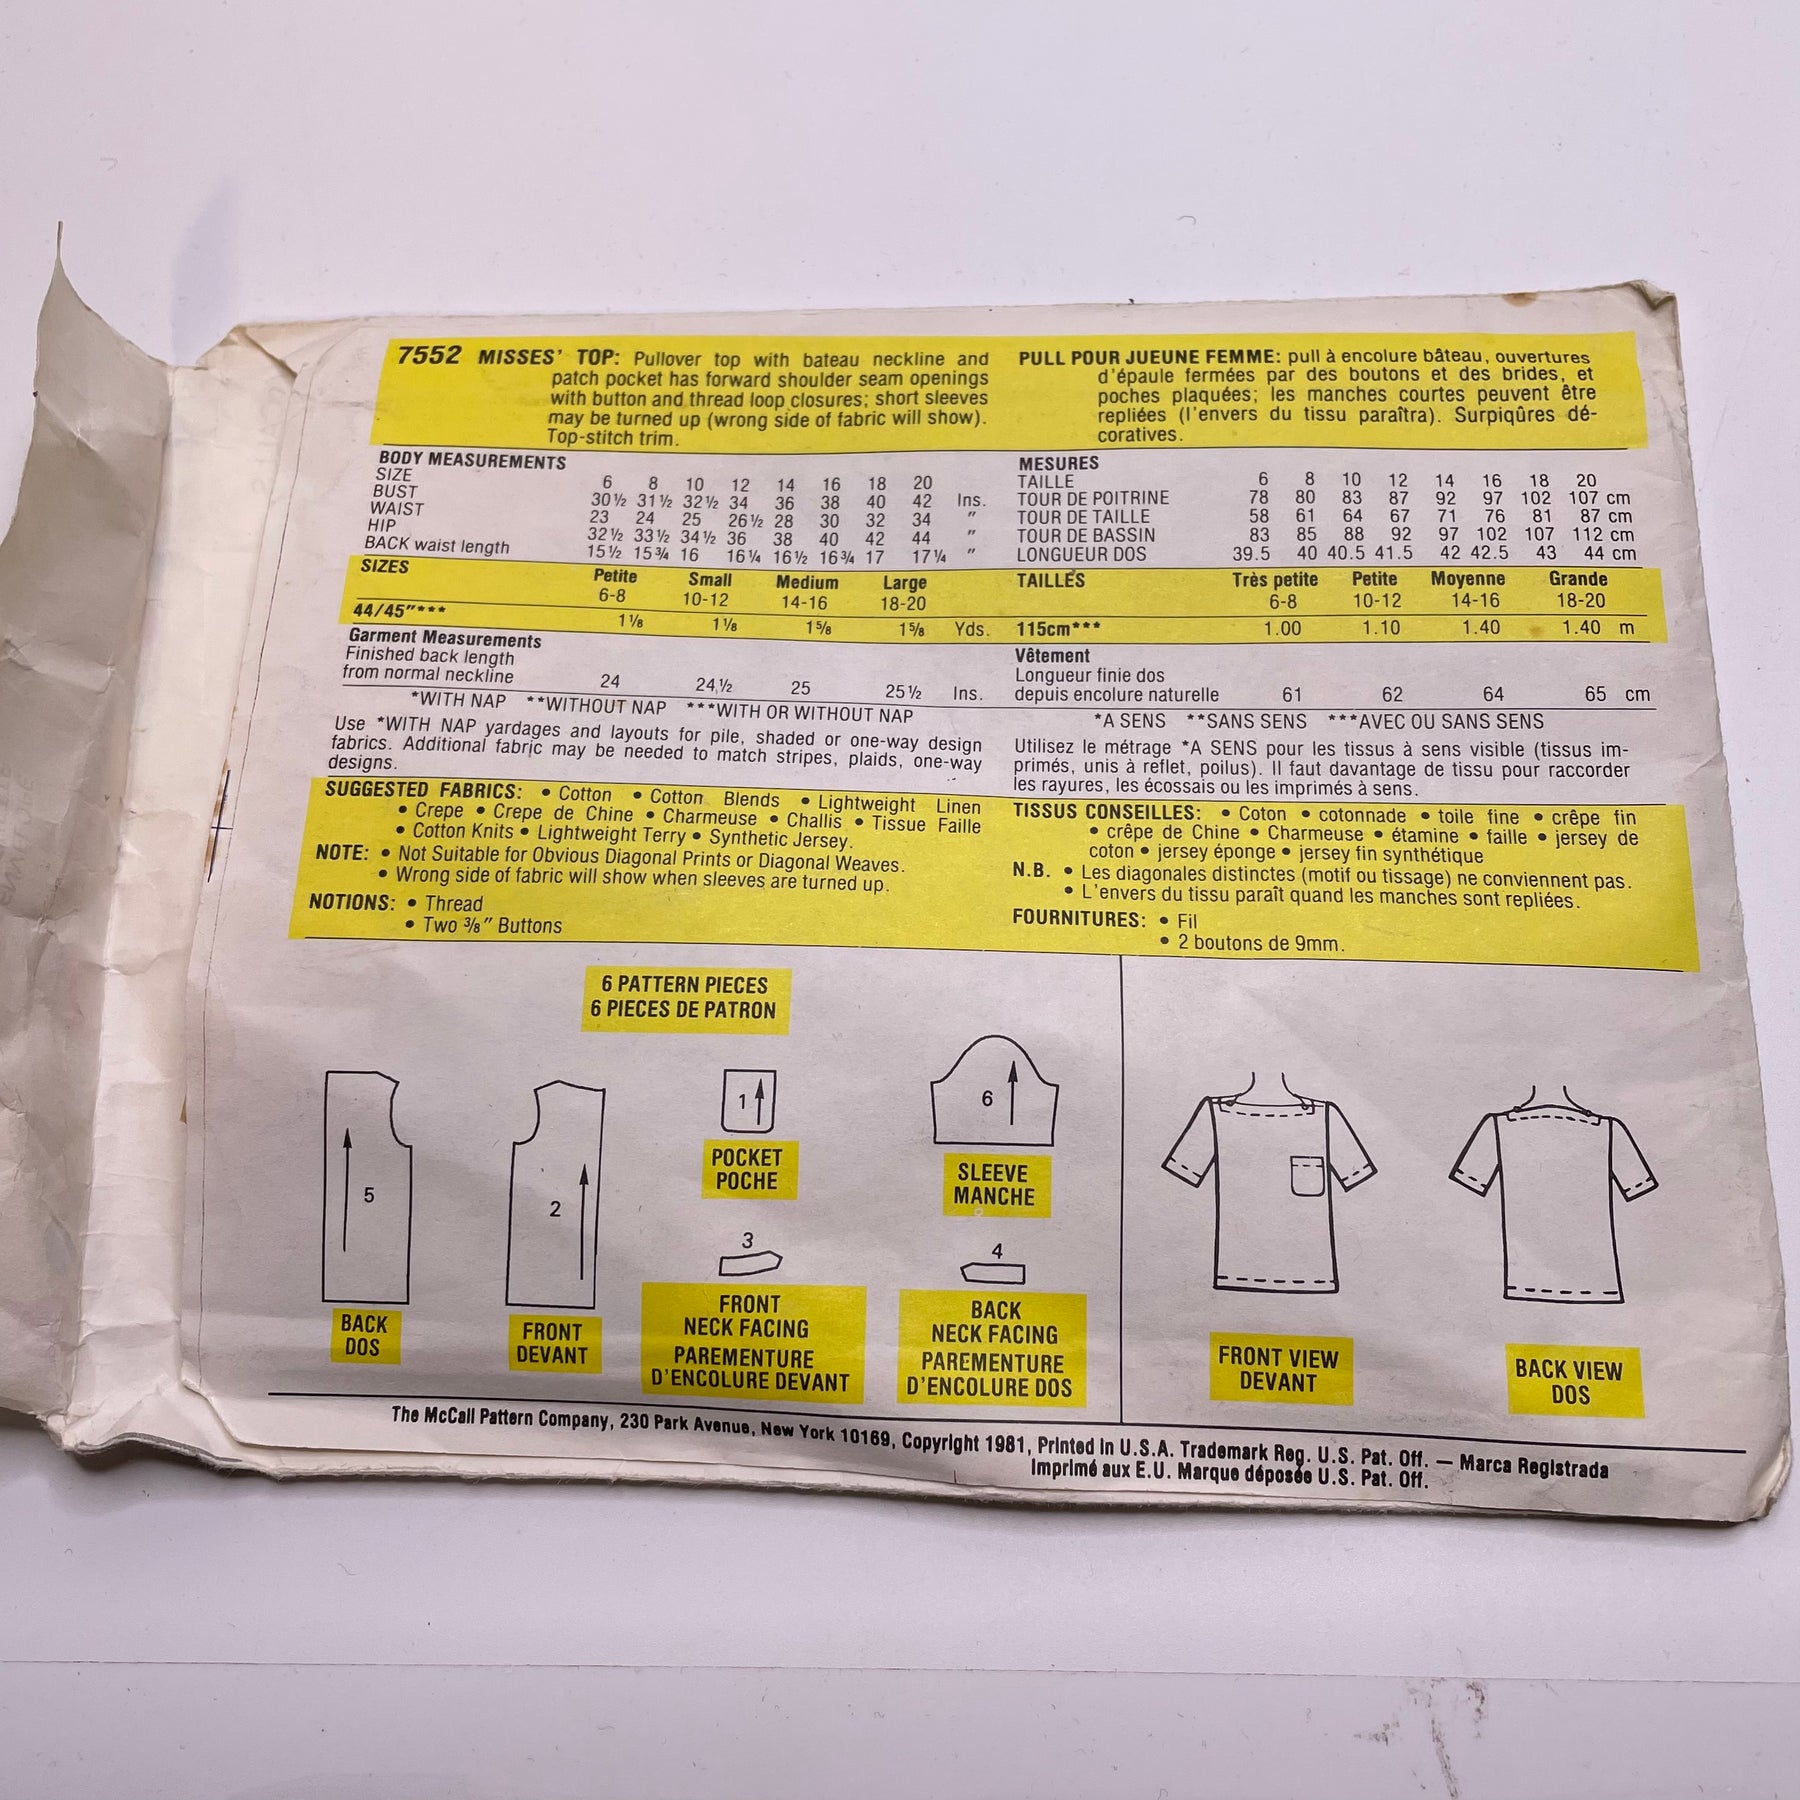 7552 MISSES' TOP: Pullover top with bateau neckline and
patch pocket has forward shoulder seam openings
with button and thread loop closures; short sleeves
may be turned up (wrong side of fabric will show).
Top-stitch trim.
BODY MEASUREMENTS
SIZE 6 8 10 12 14 16 18 20
BUST 30½ 31½ 32½ 34 36 38 40 42 Ins.
WAIST 23 24 25 26½ 28 30 32 34 "
HIP 32½ 33½ 34½ 36 38 40 42 44 "
BACK waist length 15½ 15¾ 16 16¼ 16½ 16¾ 17 17¼ "
SIZES Petite Small Medium Large
6-8 10-12 14-16 18-20
44/45"*** 1⅛ 1⅛ 1⅝ 1⅝ Yds.
Garment Measurements
Finished back length
from normal neckline 24 24½ 25 25½ Ins.
*WITH NAP **WITHOUT NAP ***WITH OR WITHOUT NAP
Use *WITH NAP yardages and layouts for pile, shaded or one-way design
fabrics. Additional fabric may be needed to match stripes, plaids, one-way
designs.
SUGGESTED FABRICS: • Cotton • Cotton Blends • Lightweight Linen
• Crepe • Crepe de Chine • Charmeuse • Challis • Tissue Faille
• Cotton Knits • Lightweight Terry • Synthetic Jersey.
NOTE: • Not Suitable for Obvious Diagonal Prints or Diagonal Weaves.
• Wrong side of fabric will show when sleeves are turned up.
NOTIONS: • Thread
• Two ⅜" Buttons
PULL POUR JUEUNE FEMME: pull à encolure bâteau, ouvertures
d'épaule fermées par des boutons et des brides, et
poches plaquées; les manches courtes peuvent être
repliées (l'envers du tissu paraîtra). Surpiqûres dé-
coratives.
MESURES
TAILLE 6 8 10 12 14 16 18 20
TOUR DE POITRINE 78 80 83 87 92 97 102 107 cm
TOUR DE TAILLE 58 61 64 67 71 76 81 87 cm
TOUR DE BASSIN 83 85 88 92 97 102 107 112 cm
LONGUEUR DOS 39.5 40 40.5 41.5 42 42.5 43 44 cm
TAILLES Très petite Petite Moyenne Grande
6-8 10-12 14-16 18-20
115cm*** 1.00 1.10 1.40 1.40 m
Vêtement
Longueur finie dos
depuis encolure naturelle 61 62 64 65 cm
*A SENS **SANS SENS ***AVEC OU SANS SENS
Utilisez le métrage *A SENS pour les tissus à sens visible (tissus im-
primés, unis à reflet, poilus). Il faut davantage de tissu pour raccorder
les rayures, les écossais ou les imprimés à sens.
TISSUS CONSEILLES: • Coton • cotonnade • toile fine • crêpe fin
• crêpe de Chine • Charmeuse • étamine • faille • jersey de
coton • jersey éponge • jersey fin synthétique
N.B. • Les diagonales distinctes (motif ou tissage) ne conviennent pas.
• L'envers du tissu paraît quand les manches sont repliées.
FOURNITURES: • Fil
• 2 boutons de 9mm.
6 PATTERN PIECES
6 PIECES DE PATRON
5
BACK
DOS
2
FRONT
DEVANT
1
POCKET
POCHE
3
FRONT
NECK FACING
PAREMENTURE
D'ENCOLURE DEVANT
6
SLEEVE
MANCHE
4
BACK
NECK FACING
PAREMENTURE
D'ENCOLURE DOS
FRONT VIEW
DEVANT
BACK VIEW
DOS
The McCall Pattern Company, 230 Park Avenue, New York 10169, Copyright 1981, Printed in U.S.A. Trademark Reg. U.S. Pat. Off. — Marca Registrada
Imprimé aux E.U. Marque déposée U.S. Pat. Off.